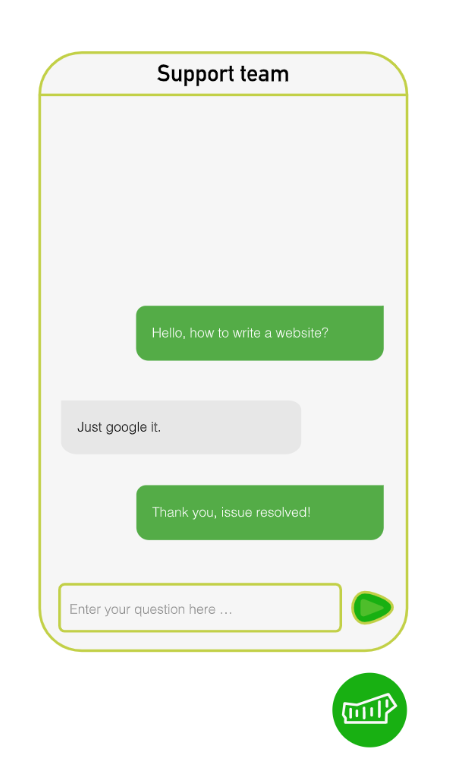 Support team
Hello, how to write a website?
Just google it.
Thank you, issue resolved!
Enter your question here ...